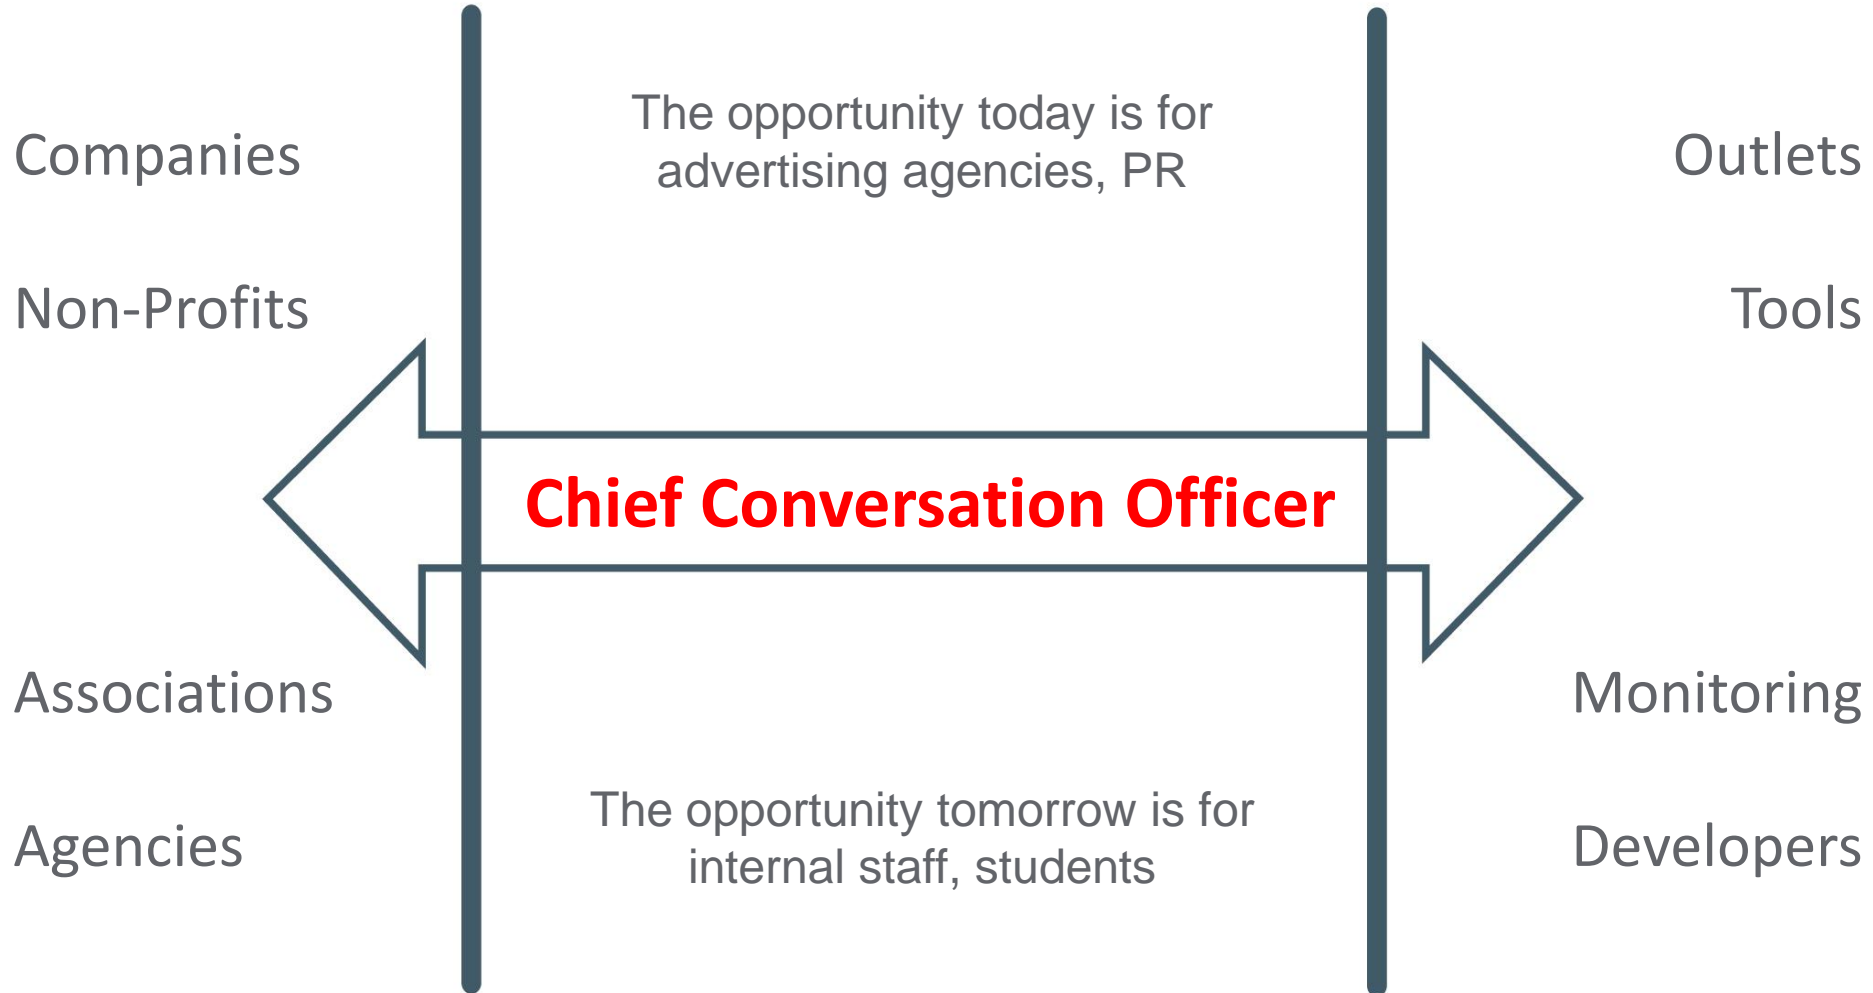 Companies
Non-Profits
Associations
Agencies
The opportunity today is for
advertising agencies, PR
Chief Conversation Officer
The opportunity tomorrow is for
internal staff, students
Outlets
Tools
Monitoring
Developers